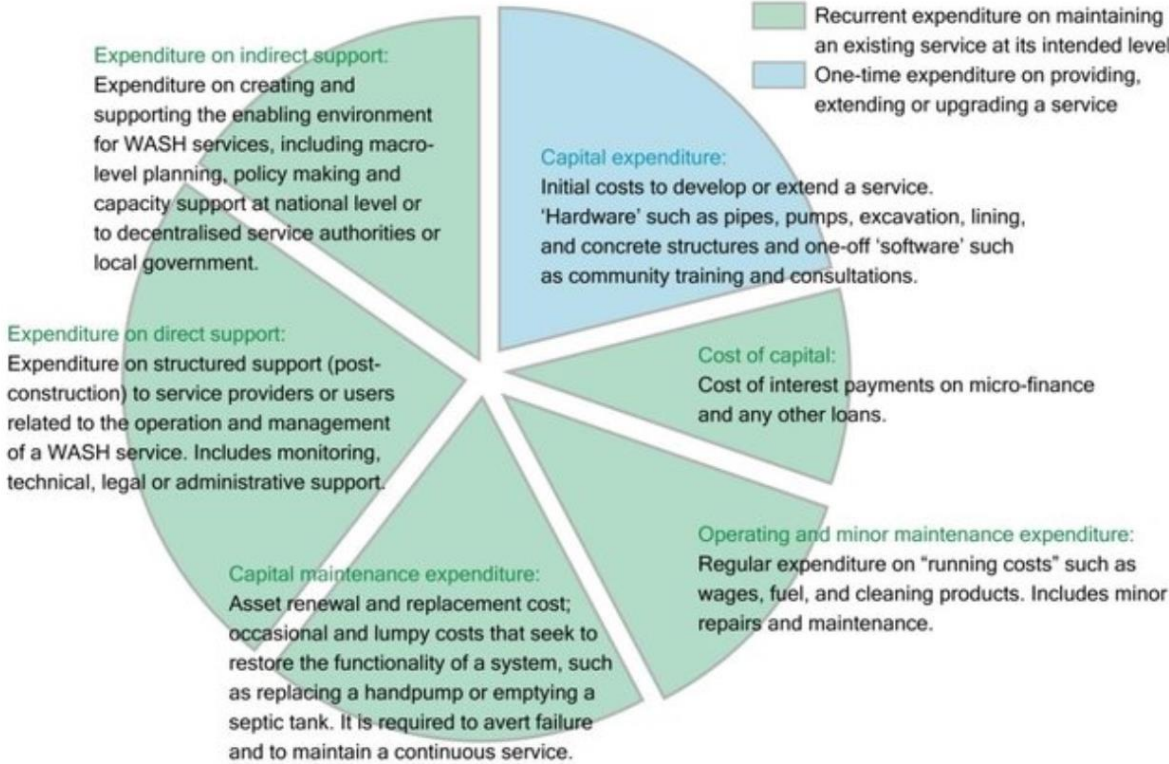 Recurrent expenditure on maintaining
an existing service at its intended level
One-time expenditure on providing,
extending or upgrading a service
Expenditure on indirect support:
Expenditure on creating and
supporting the enabling environment
for WASH services, including macro-
level planning, policy making and
capacity support at national level or
to decentralised service authorities or
local government.
Capital expenditure:
Initial costs to develop or extend a service.
‘Hardware’ such as pipes, pumps, excavation, lining,
and concrete structures and one-off ‘software’ such
as community training and consultations.
Expenditure on direct support:
Expenditure on structured support (post-
construction) to service providers or users
related to the operation and management
of a WASH service. Includes monitoring,
technical, legal or administrative support.
Cost of capital:
Cost of interest payments on micro-finance
and any other loans.
Operating and minor maintenance expenditure:
Regular expenditure on “running costs” such as
wages, fuel, and cleaning products. Includes minor
repairs and maintenance.
Capital maintenance expenditure:
Asset renewal and replacement cost;
occasional and lumpy costs that seek to
restore the functionality of a system, such
as replacing a handpump or emptying a
septic tank. It is required to avert failure
and to maintain a continuous service.